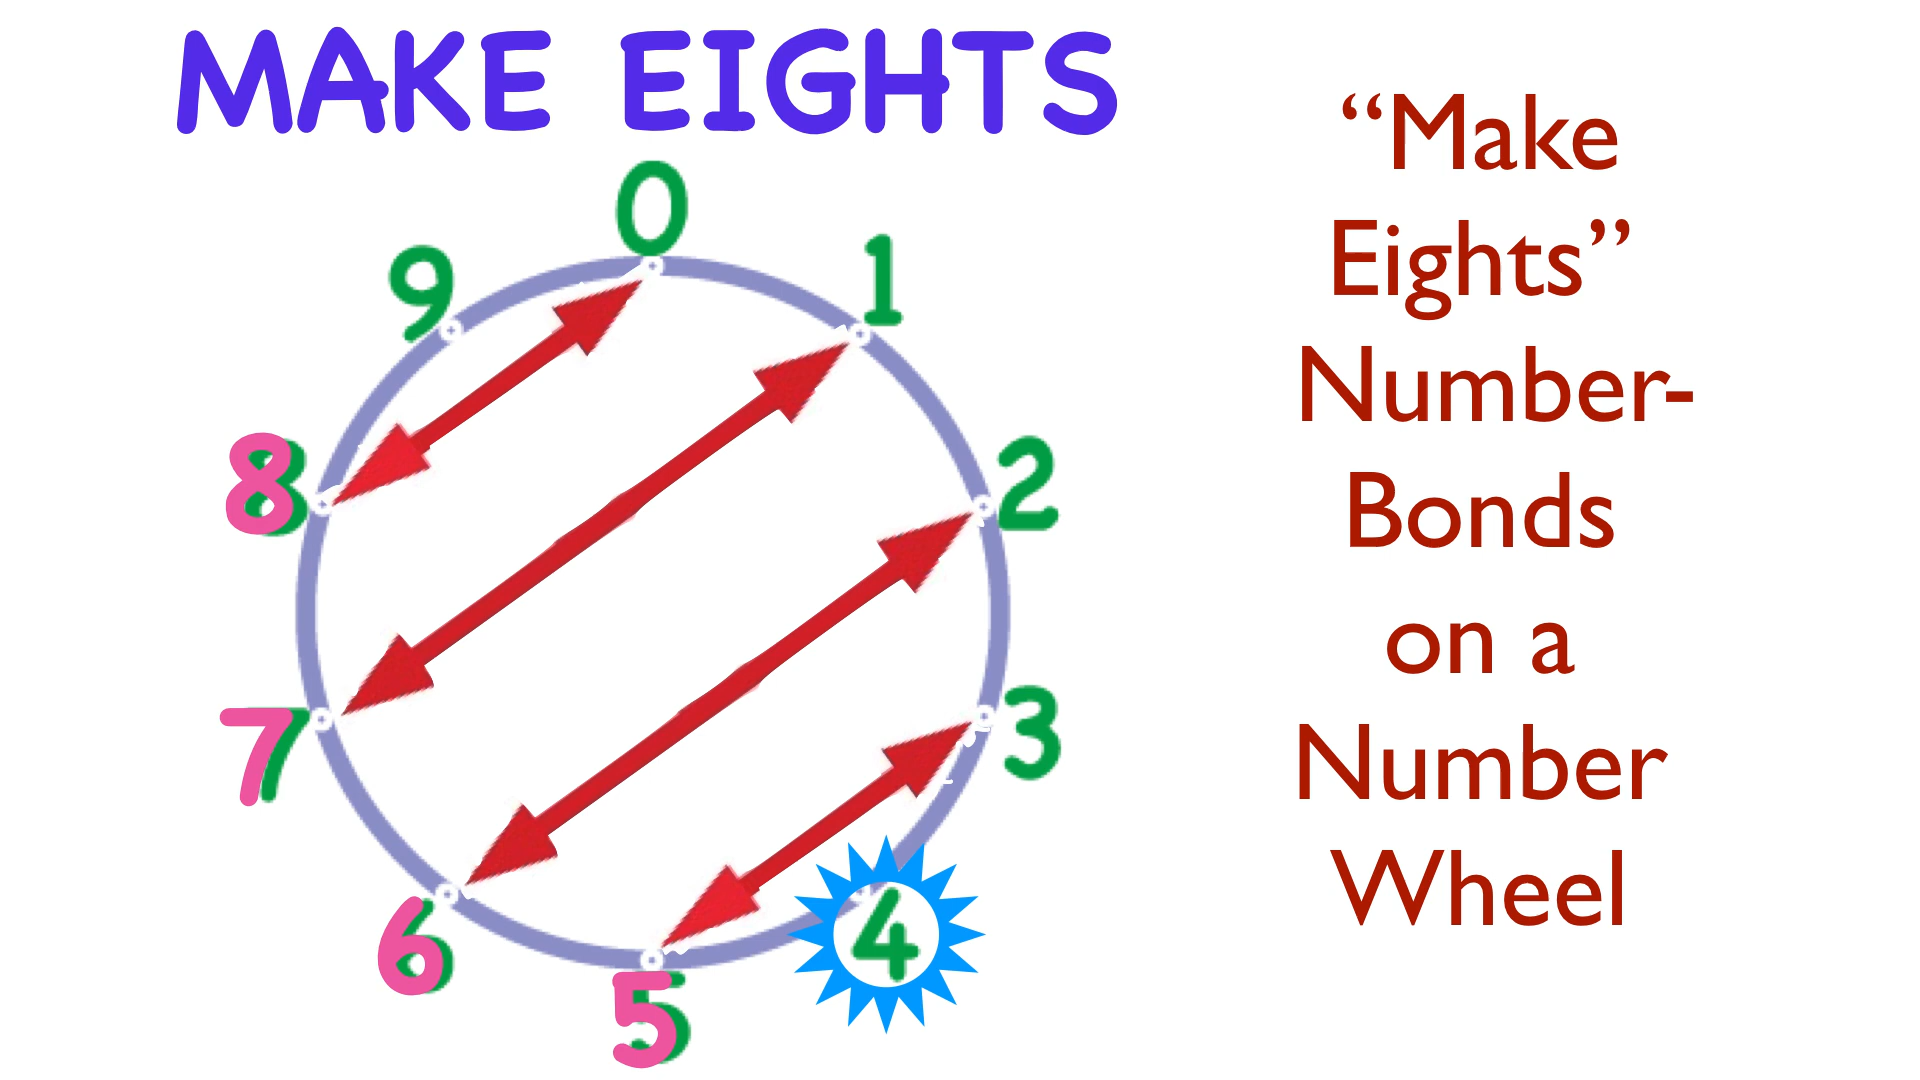 MAKE EIGHTS
0
1
2
3
4
5
6
7
8
9
“Make
Eights”
Number-
Bonds
on a
Number
Wheel